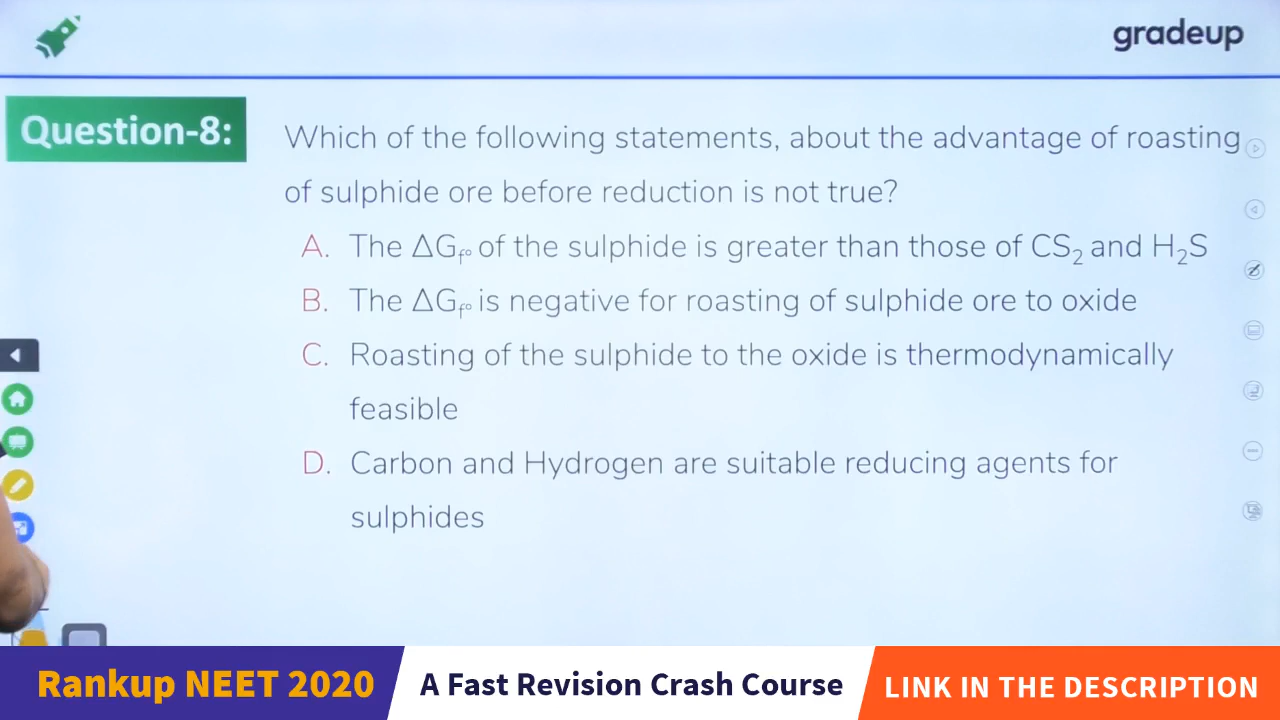 gradeup
Question-8:
Which of the following statements, about the advantage of roasting
of sulphide ore before reduction is not true?
A. The ΔGf° of the sulphide is greater than those of CS2 and H2S
B. The ΔGf° is negative for roasting of sulphide ore to oxide
C. Roasting of the sulphide to the oxide is thermodynamically
feasible
D. Carbon and Hydrogen are suitable reducing agents for
sulphides
Rankup NEET 2020
A Fast Revision Crash Course
LINK IN THE DESCRIPTION